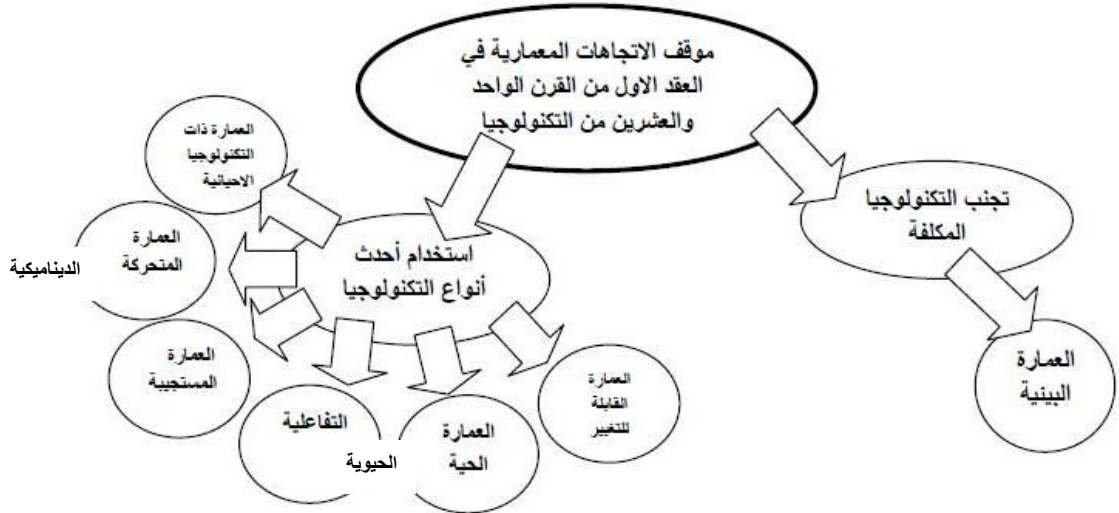 موقف الاتجاهات المعمارية في
العقد الاول من القرن الواحد
والعشرين من التكنولوجيا
تجنب التكنولوجيا
المكلفة
العمارة
البينية
استخدام أحدث
أنواع التكنولوجيا
العمارة ذات
التكنولوجيا
الاحيائية
العمارة
المتحركة
الديناميكية
العمارة
المستجيبة
التفاعلية
العمارة
الحية
الحيوية
العمارة
القابلة
للتغيير